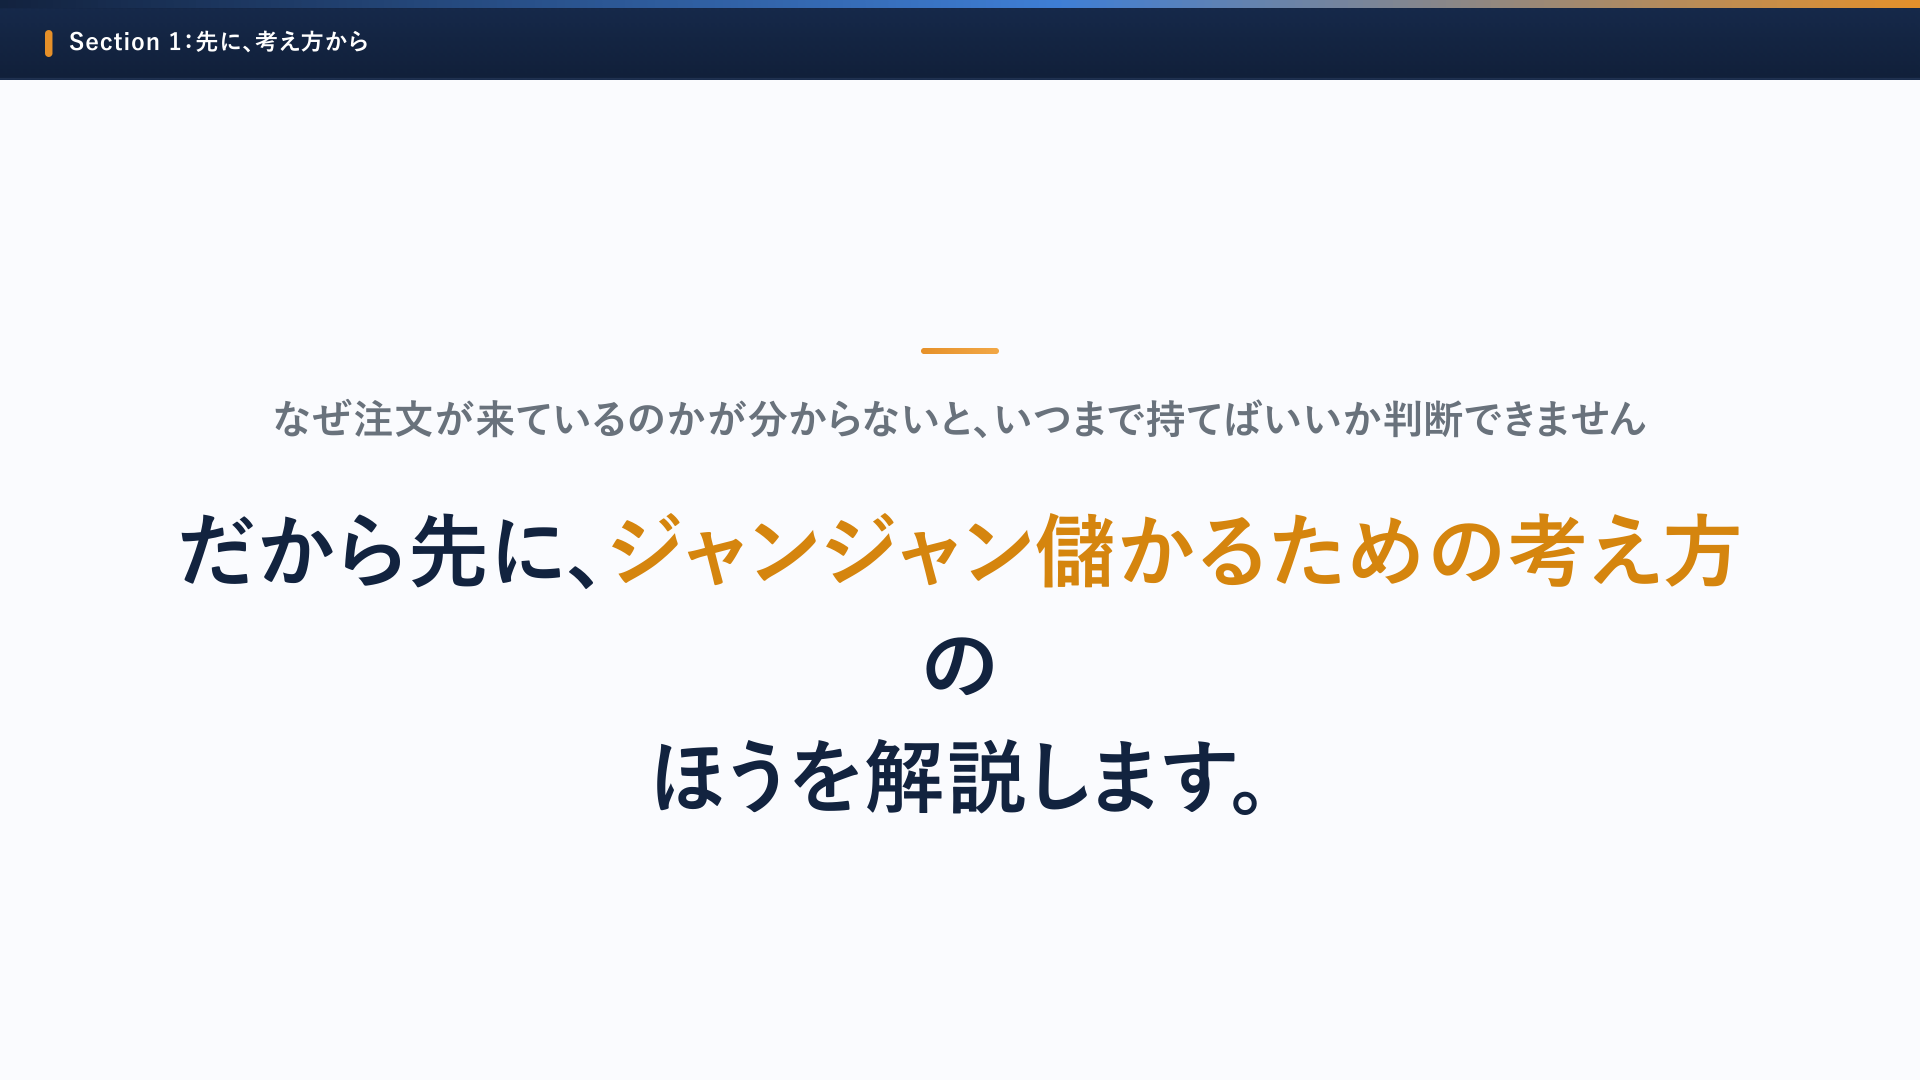 Section 1：先に、考え方から
なぜ注文が来ているのかが分からないと、いつまで持てばいいか判断できません
だから先に、ジャンジャン儲かるための考え方
の
ほうを解説します。